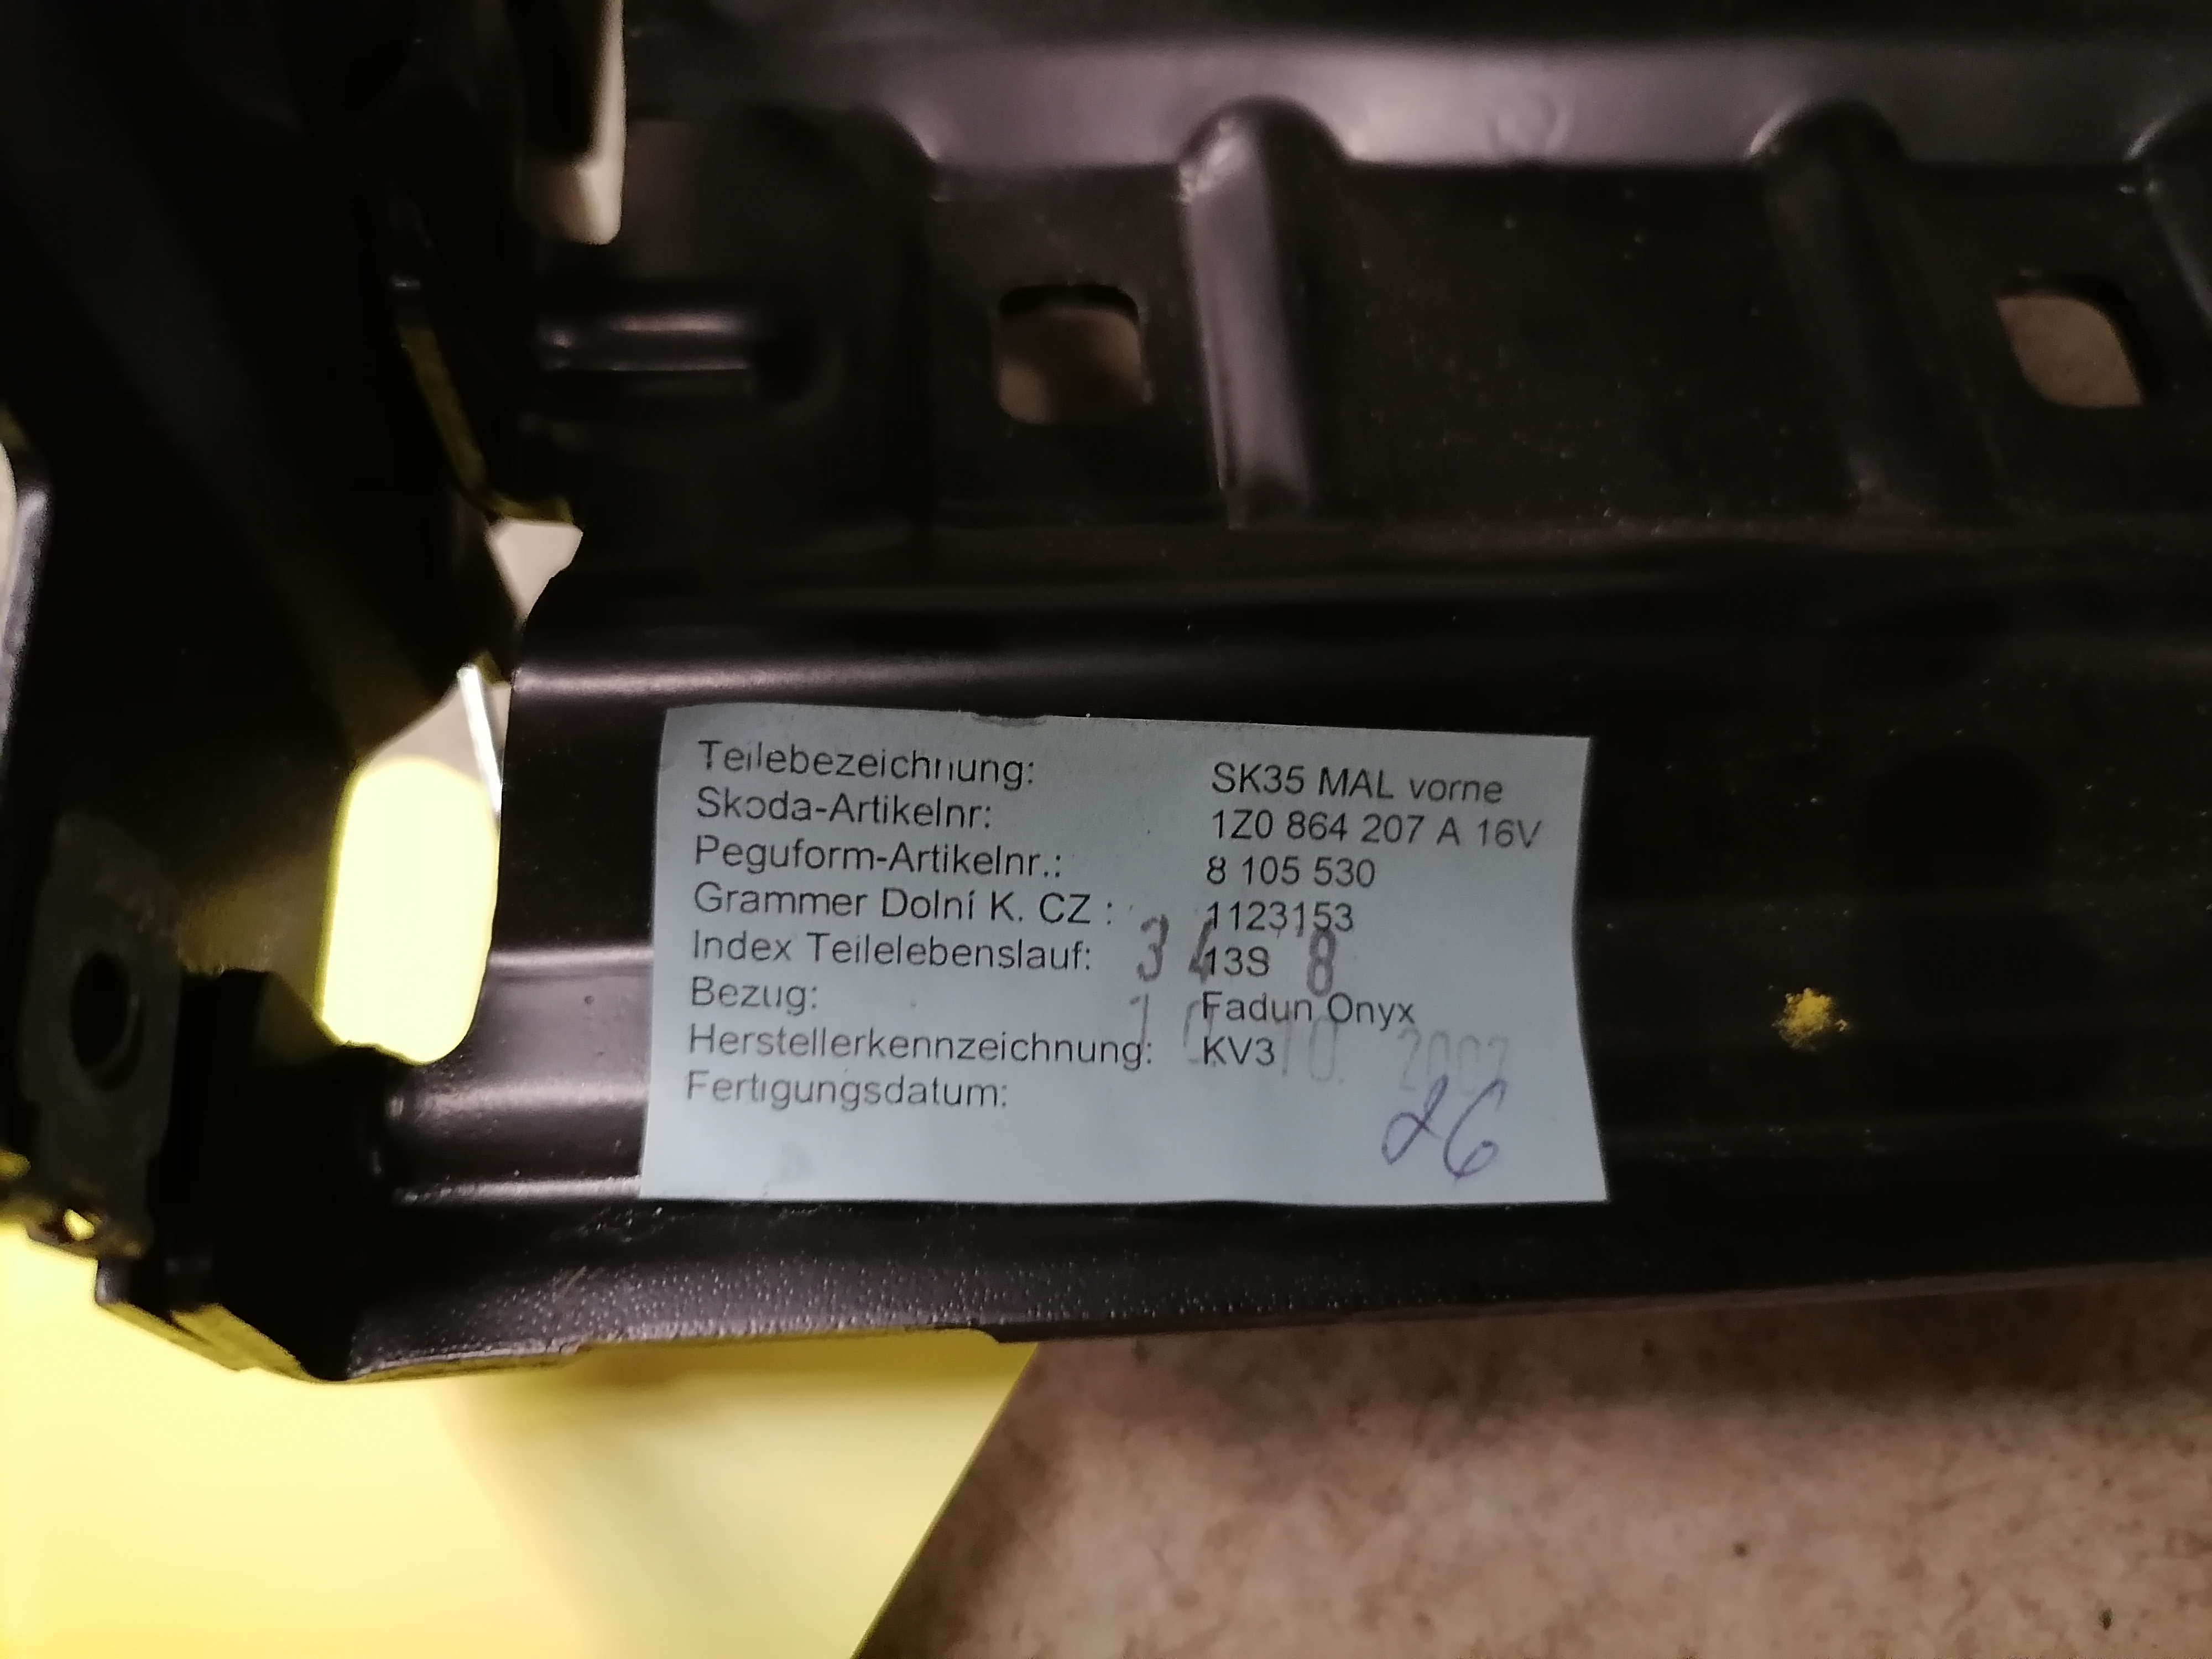 Teilebezeichnung: SK35 MAL vorne
Skoda-Artikelnr: 1Z0 864 207 A 16V
Peguform-Artikelnr.: 8 105 530
Grammer Dolní K. CZ : 1123153
Index Teilelebenslauf: 13S
Bezug: Fadun Onyx
Herstellerkennzeichnung: KV3
Fertigungsdatum:
26